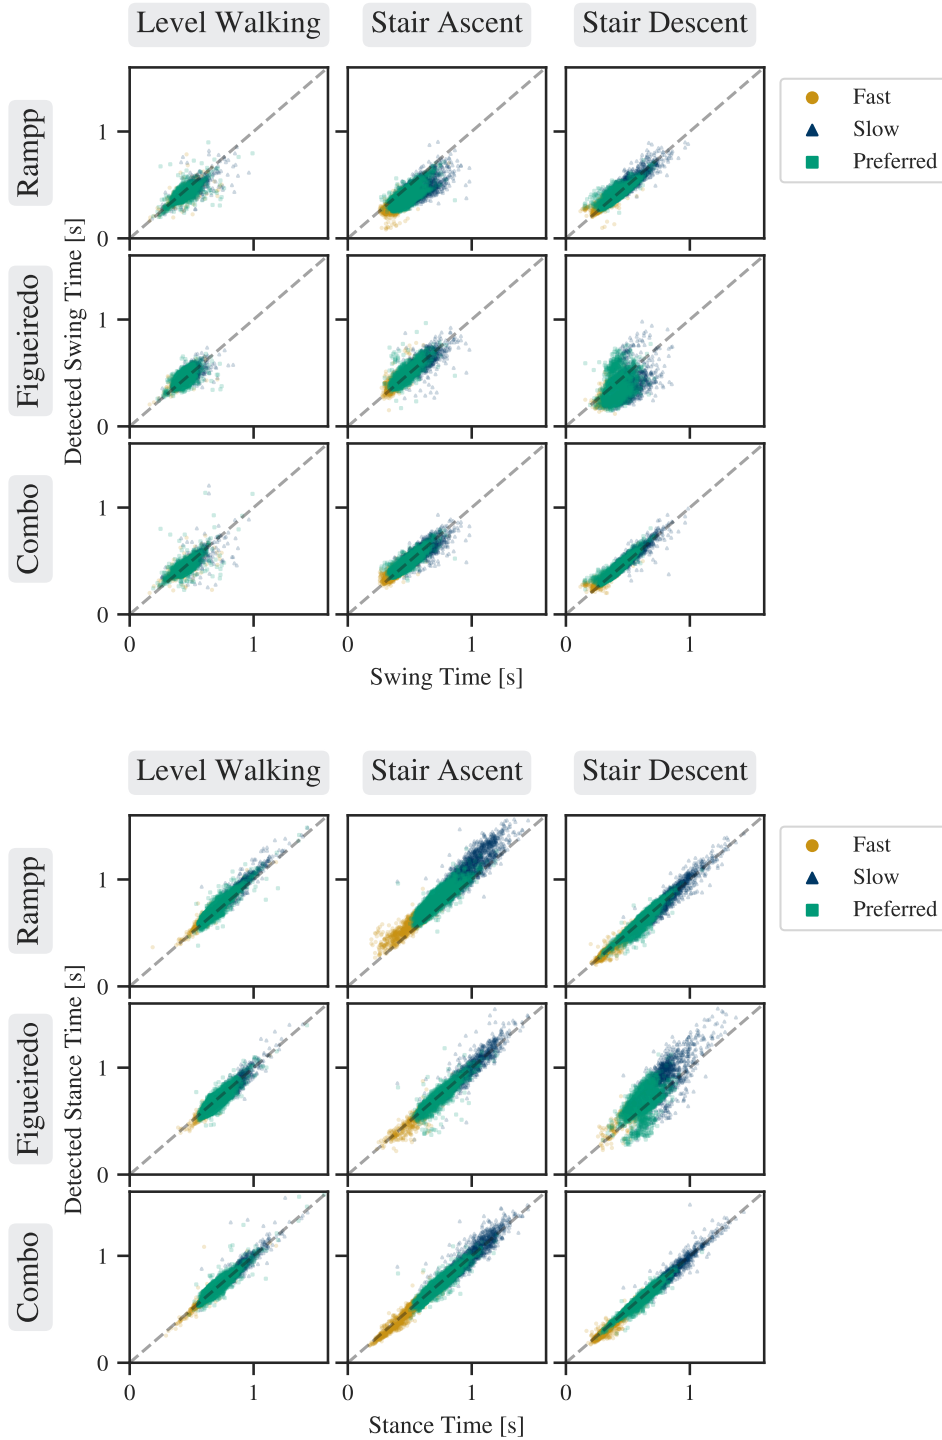 Level Walking
Stair Ascent
Stair Descent
Rampp
Figueiredo
Combo
Detected Swing Time [s]
1
0
1
0
1
0
0
1
0
1
0
1
Swing Time [s]
Fast
Slow
Preferred
Level Walking
Stair Ascent
Stair Descent
Rampp
Figueiredo
Combo
Detected Stance Time [s]
1
0
1
0
1
0
0
1
0
1
0
1
Stance Time [s]
Fast
Slow
Preferred